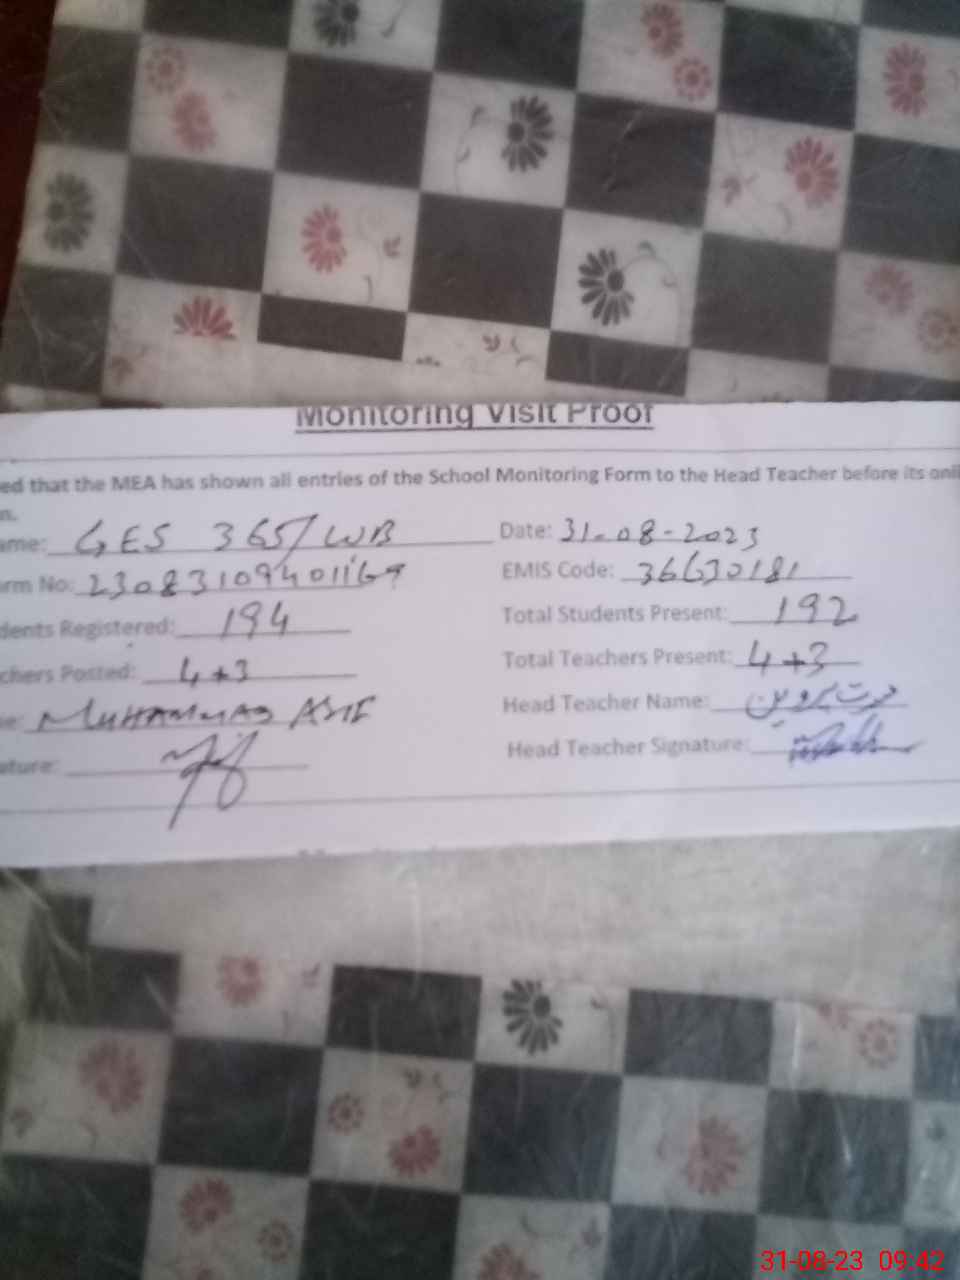 Monitoring Visit Proof
ed that the MEA has shown all entries of the School Monitoring Form to the Head Teacher before its onl
n.
ame: GES 365/WB Date: 31-08-2023
rm No: 23083109401169 EMIS Code: 36630181
dents Registered: 194 Total Students Present: 192
chers Posted: 4+3 Total Teachers Present: 4+3
e: MUHAMMAD ASIF Head Teacher Name: پروین
ature: Head Teacher Signature:
31-08-23 09:42